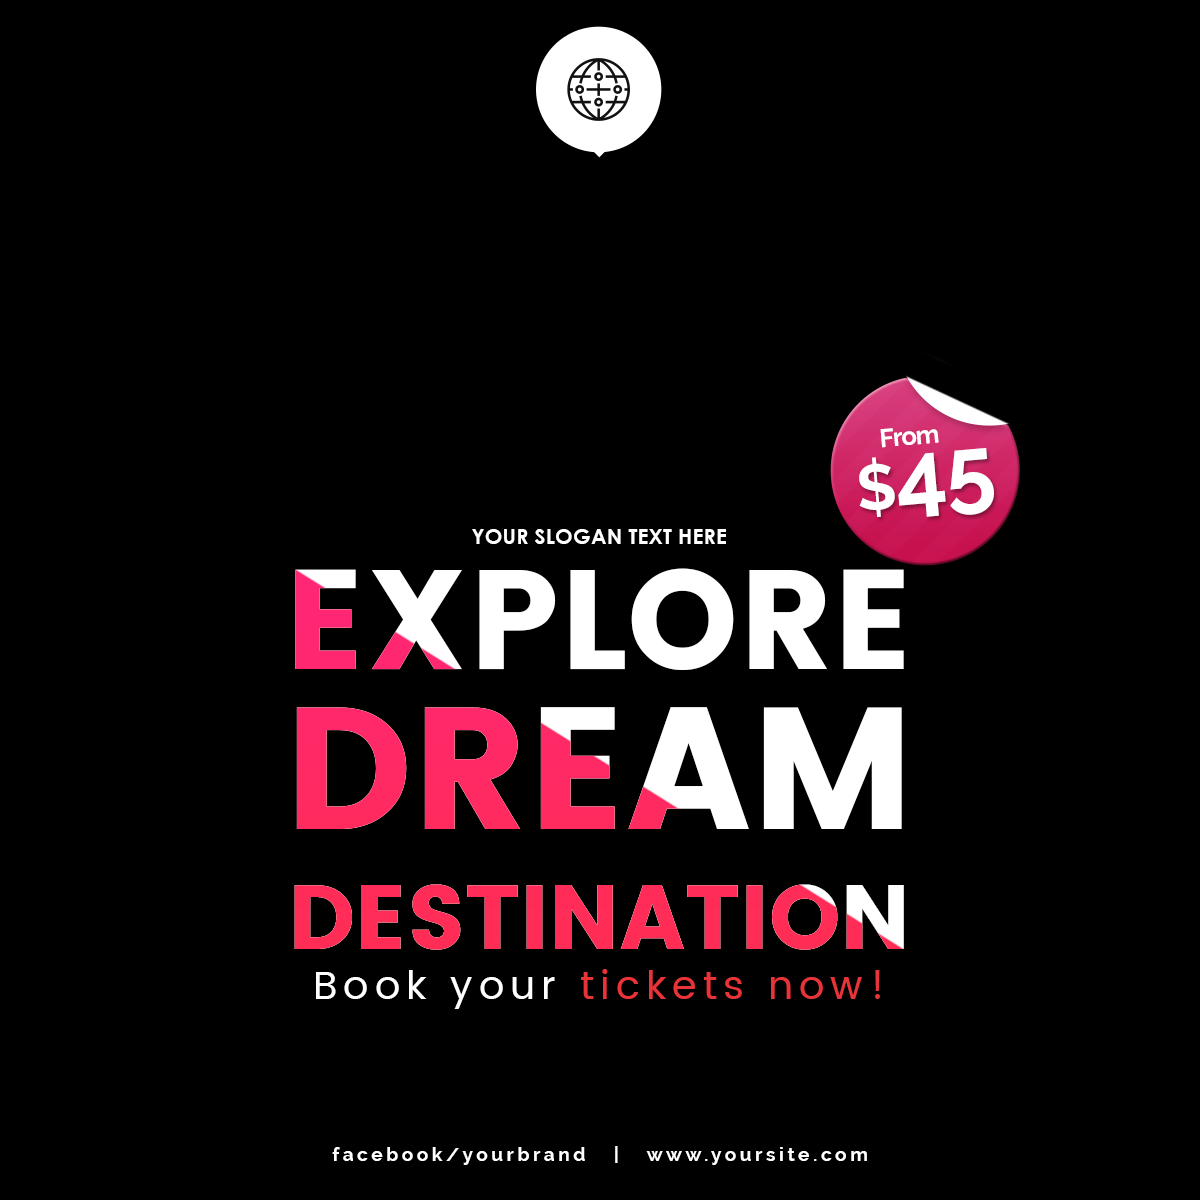 From
$45
YOUR SLOGAN TEXT HERE
EXPLORE
DREAM
DESTINATION
Book your tickets now!
facebook/yourbrand | www.yoursite.com